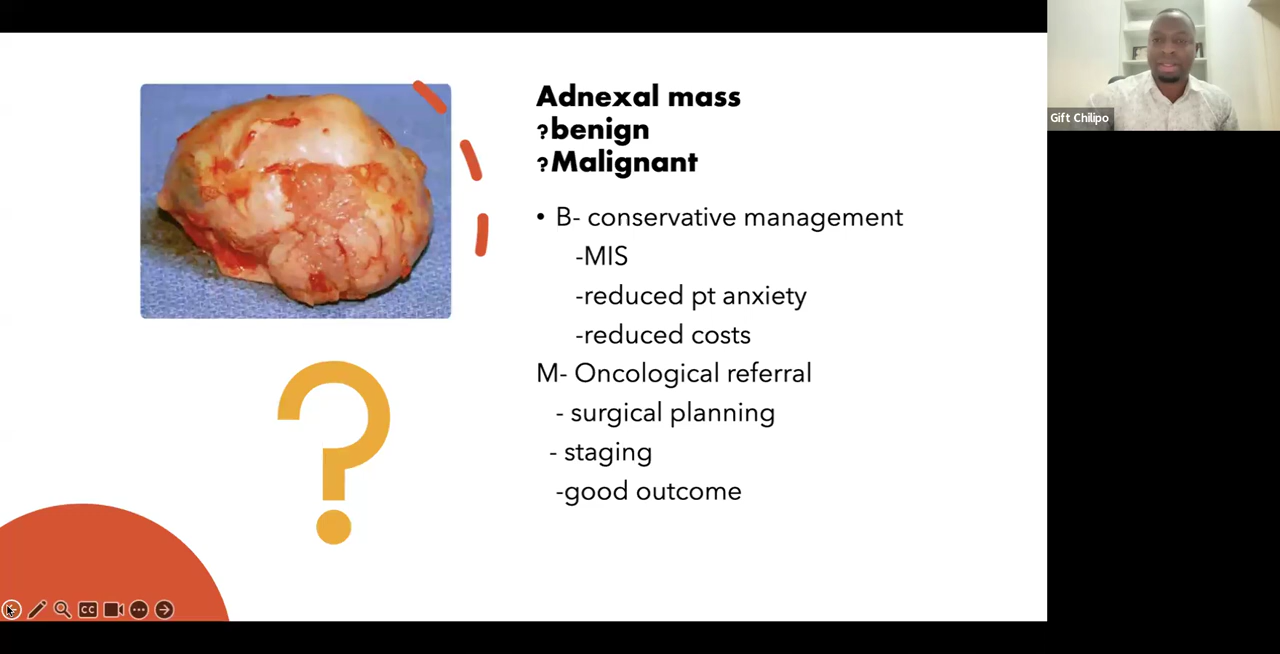 Adnexal mass
?benign
?Malignant
• B- conservative management
-MIS
-reduced pt anxiety
-reduced costs
M- Oncological referral
- surgical planning
- staging
-good outcome
?
CC
Gift Chilipo